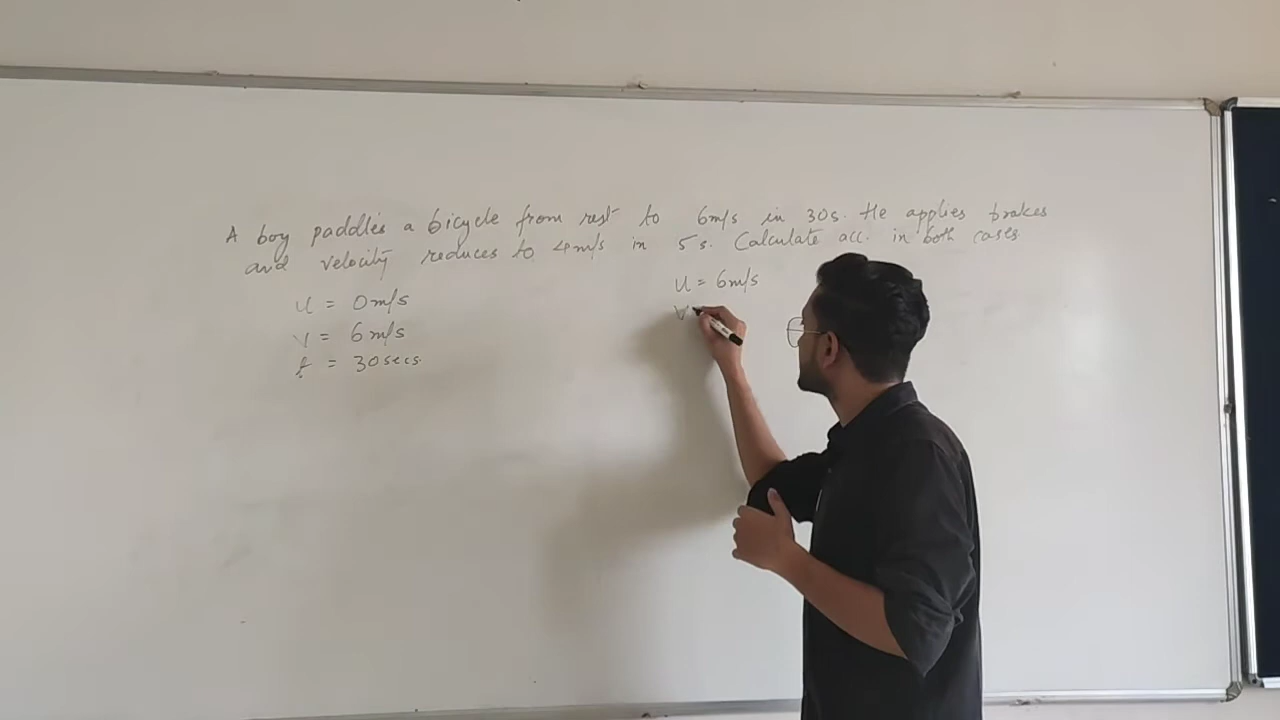 A boy paddles a bicycle from rest to 6m/s in 30s. He applies brakes
and velocity reduces to 4m/s in 5s. Calculate acc. in both cases
u = 0m/s
v = 6m/s
t = 30secs.
u = 6m/s
v